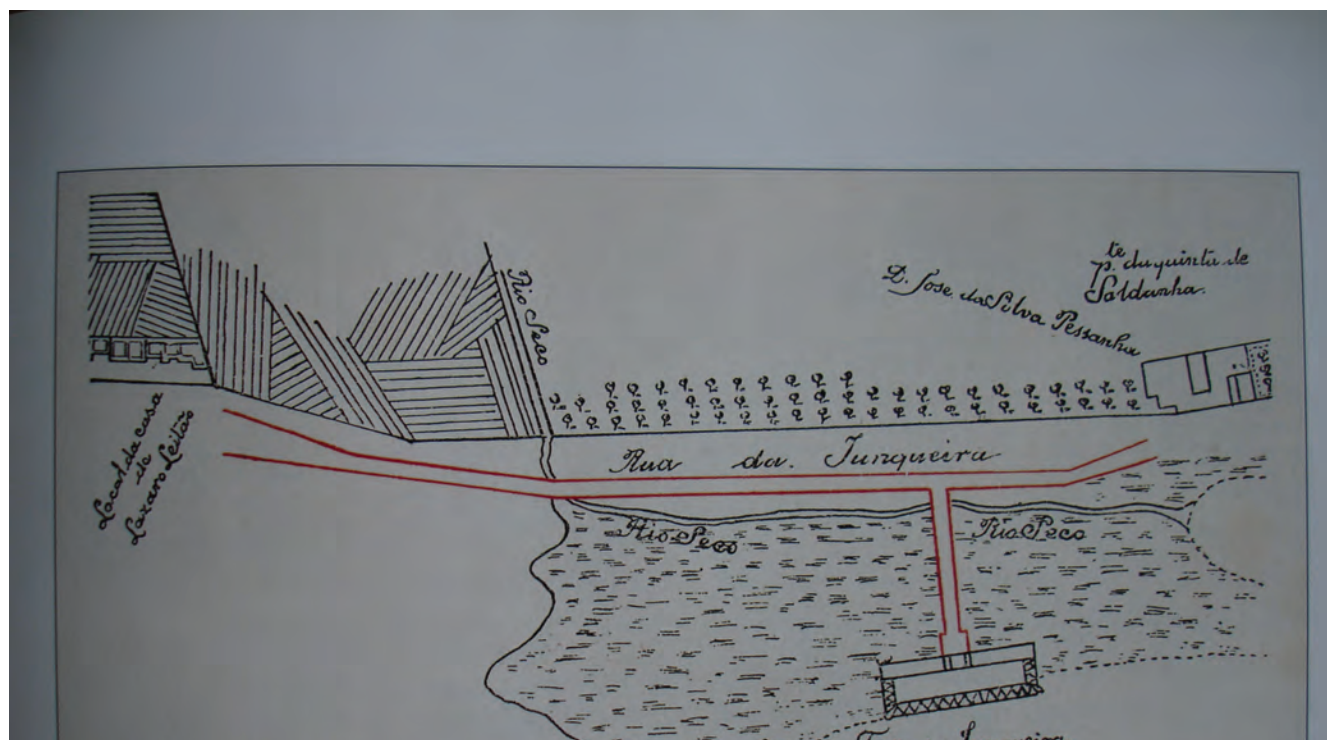 te
p. da quinta de
Saldanha.
D. Jose da Silva Pessanha
Rio Seco
Local da casa
de
Lazaro Leitão
Rua da Junqueira
Rio Seco
Rio Seco